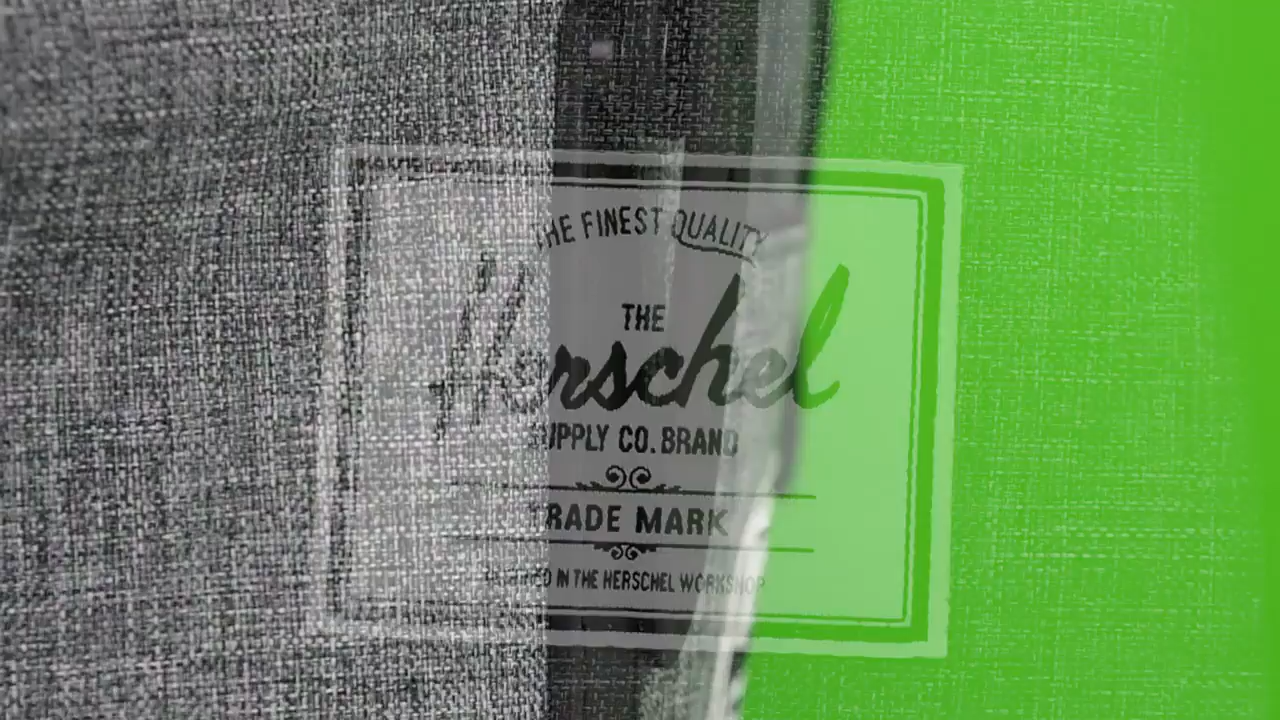 THE FINEST QUALITY
THE
Herschel
SUPPLY CO. BRAND
TRADE MARK
IN THE HERSCHEL WORKSHOP